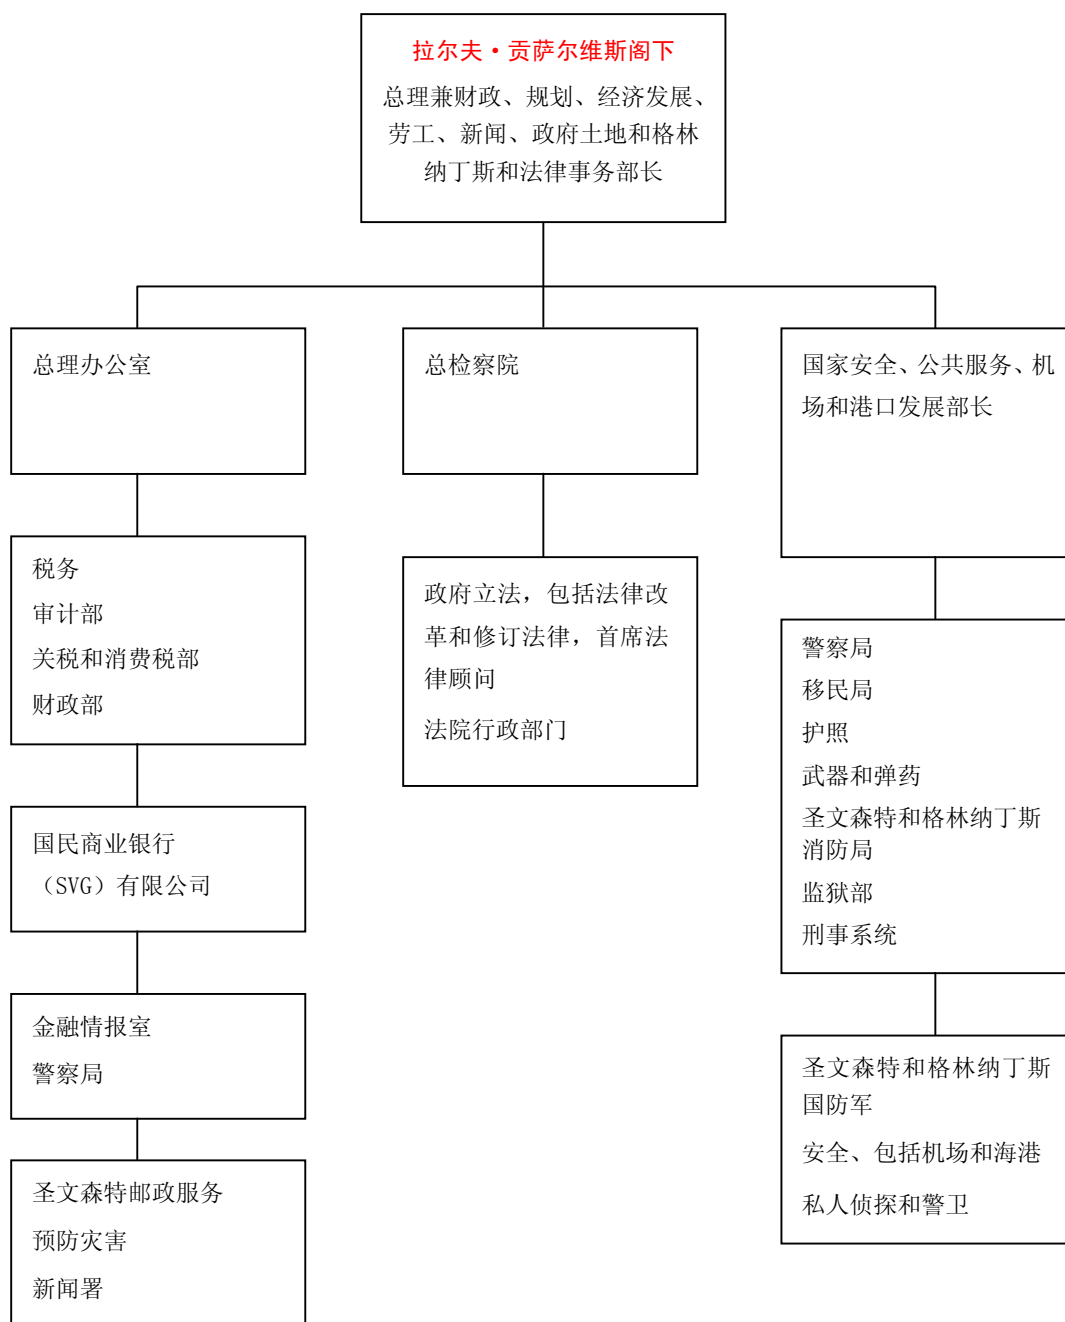 拉尔夫·贡萨尔维斯阁下
总理兼财政、规划、经济发展、
劳工、新闻、政府土地和格林
纳丁斯和法律事务部长
总理办公室
总检察院
国家安全、公共服务、机
场和港口发展部长
税务
审计部
关税和消费税部
财政部
政府立法，包括法律改
革和修订法律，首席法
律顾问
法院行政部门
警察局
移民局
护照
武器和弹药
圣文森特和格林纳丁斯
消防局
监狱部
刑事系统
国民商业银行
（SVG）有限公司
金融情报室
警察局
圣文森特和格林纳丁斯
国防军
安全、包括机场和海港
私人侦探和警卫
圣文森特邮政服务
预防灾害
新闻署